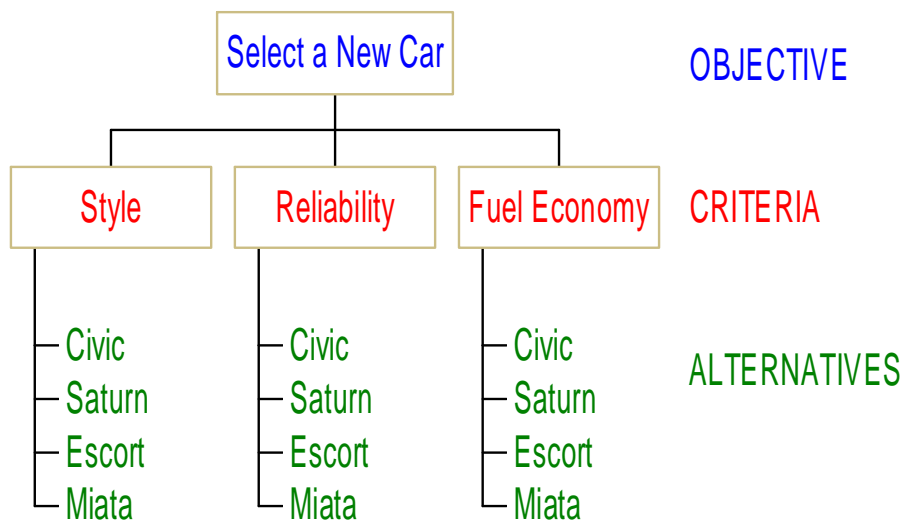 Select a New Car
OBJECTIVE
Style
Reliability
Fuel Economy
CRITERIA
Civic
Saturn
Escort
Miata
Civic
Saturn
Escort
Miata
Civic
Saturn
Escort
Miata
ALTERNATIVES